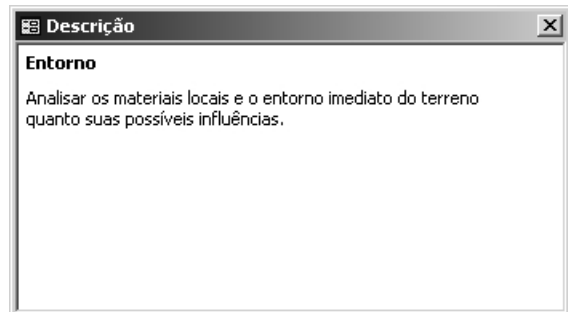 Descrição
Entorno
Analisar os materiais locais e o entorno imediato do terreno
quanto suas possíveis influências.